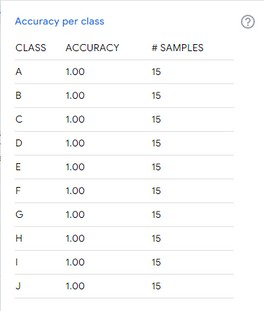 Accuracy per class ?
CLASS ACCURACY # SAMPLES
A 1.00 15
B 1.00 15
C 1.00 15
D 1.00 15
E 1.00 15
F 1.00 15
G 1.00 15
H 1.00 15
I 1.00 15
J 1.00 15